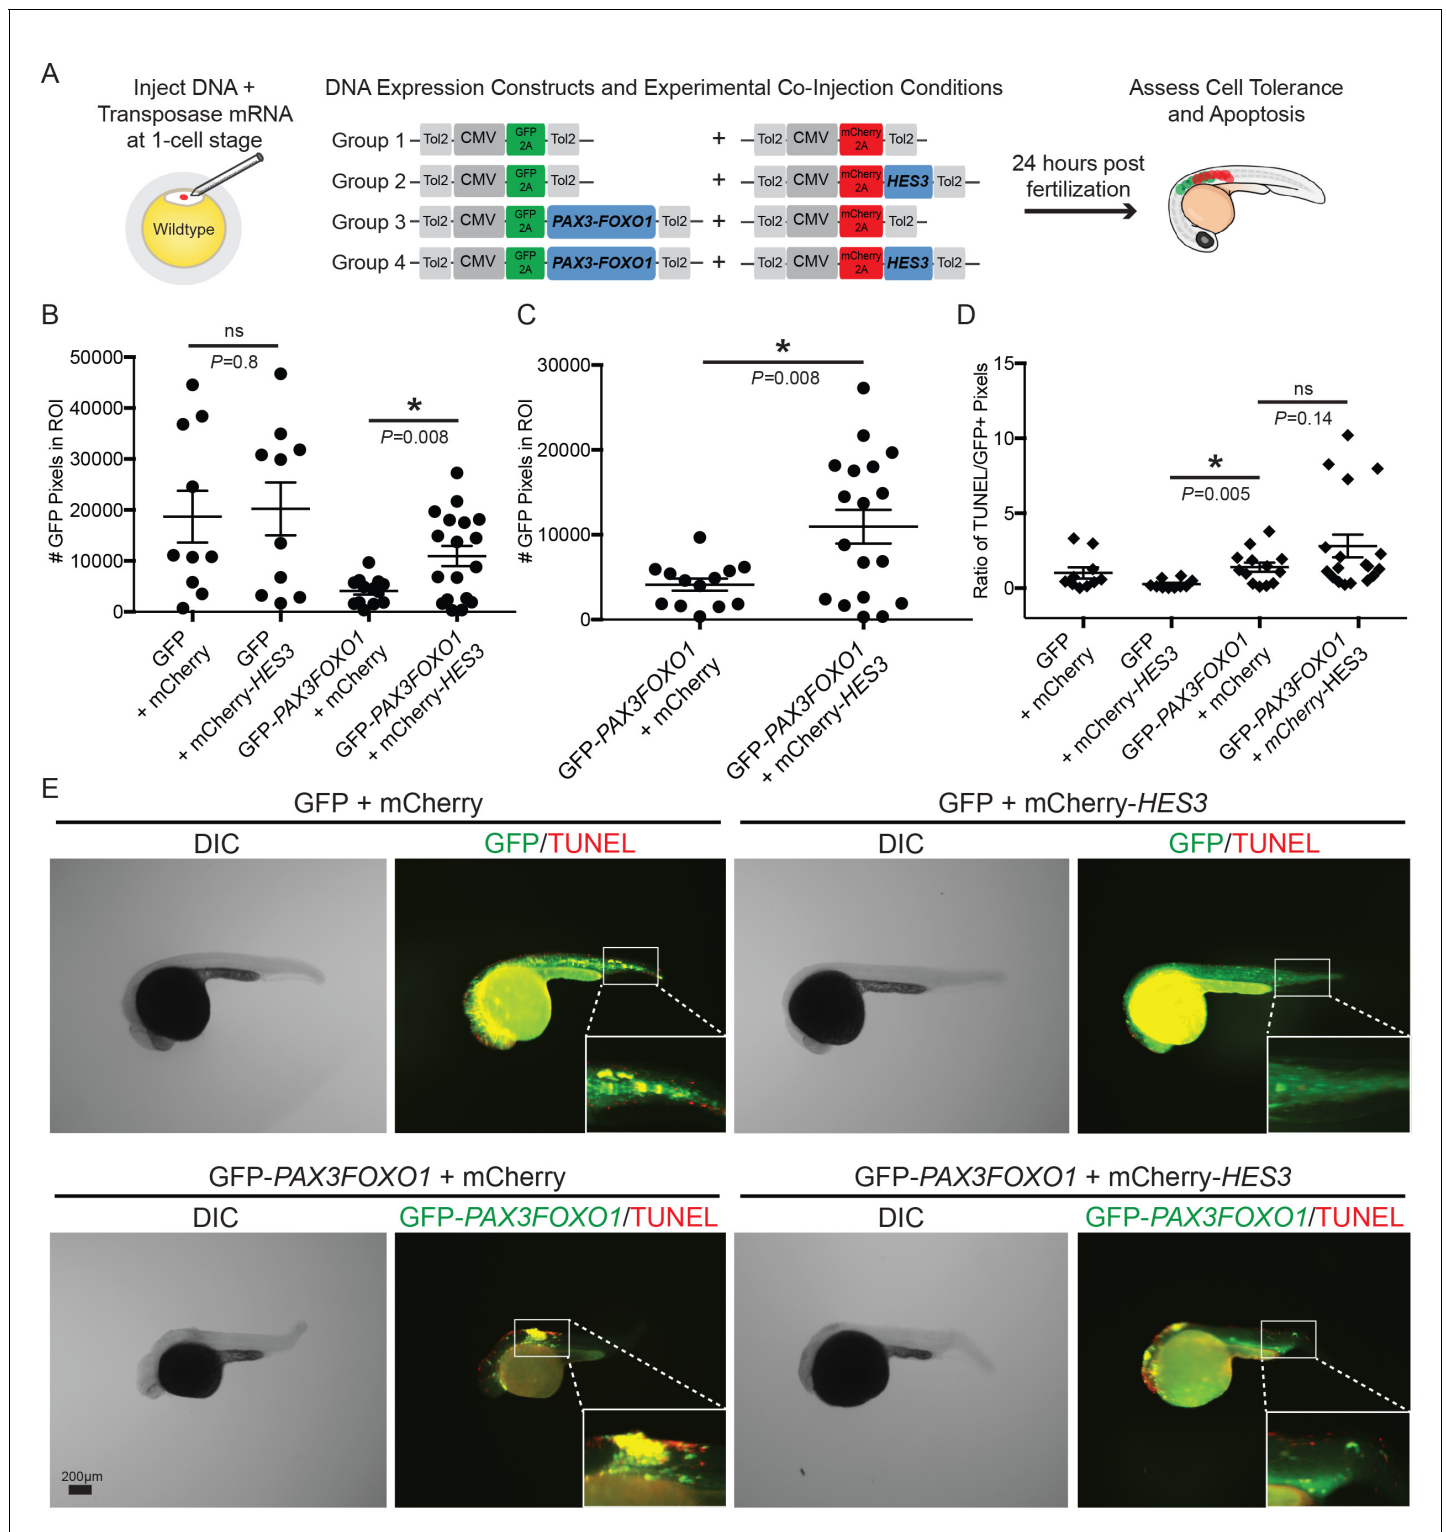 A
Inject DNA +
Transposase mRNA
at 1-cell stage
Wildtype
DNA Expression Constructs and Experimental Co-Injection Conditions
Group 1 Tol2 CMV GFP 2A Tol2 + Tol2 CMV mCherry 2A Tol2
Group 2 Tol2 CMV GFP 2A Tol2 + Tol2 CMV mCherry 2A HES3 Tol2
Group 3 Tol2 CMV GFP 2A PAX3-FOXO1 Tol2 + Tol2 CMV mCherry 2A Tol2
Group 4 Tol2 CMV GFP 2A PAX3-FOXO1 Tol2 + Tol2 CMV mCherry 2A HES3 Tol2
24 hours post
fertilization
Assess Cell Tolerance
and Apoptosis
B
# GFP Pixels in ROI
50000
40000
30000
20000
10000
0
ns
P=0.8
*
P=0.008
GFP
+ mCherry
GFP
+ mCherry-HES3
GFP-PAX3FOXO1
+ mCherry
GFP-PAX3FOXO1
+ mCherry-HES3
C
# GFP Pixels in ROI
30000
20000
10000
0
*
P=0.008
GFP-PAX3FOXO1
+ mCherry
GFP-PAX3FOXO1
+ mCherry-HES3
D
Ratio of TUNEL/GFP+ Pixels
15
10
5
0
*
P=0.005
ns
P=0.14
GFP
+ mCherry
GFP
+ mCherry-HES3
GFP-PAX3FOXO1
+ mCherry
GFP-PAX3FOXO1
+ mCherry-HES3
E
GFP + mCherry
DIC
GFP/TUNEL
GFP + mCherry-HES3
DIC
GFP/TUNEL
GFP-PAX3FOXO1 + mCherry
DIC
GFP-PAX3FOXO1/TUNEL
GFP-PAX3FOXO1 + mCherry-HES3
DIC
GFP-PAX3FOXO1/TUNEL
200µm